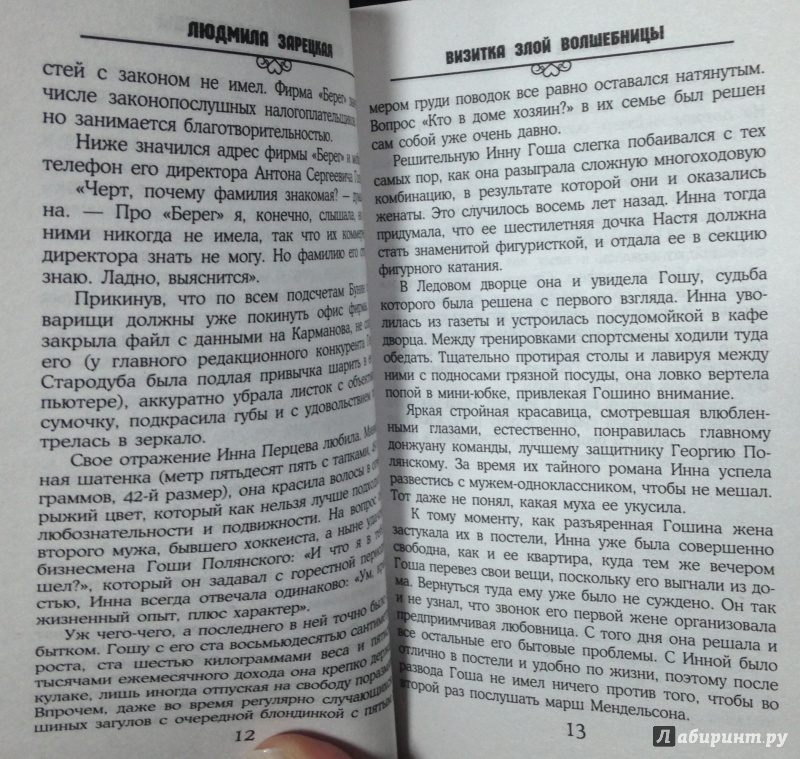 ЛЮДМИЛА ЗАРЕЦКАЯ
стей с законом не имел. Фирма «Берег»
числе законопослушных налогоплательщиков
но занимается благотворительностью.
Ниже значился адрес фирмы «Берег» и
телефон его директора Антона Сергеевича
«Черт, почему фамилия знакомая? –
на. — Про «Берег» я, конечно, слышала,
ними никогда не имела, так что их
директора знать не могу. Но фамилию его
знаю. Ладно, выяснится».
Прикинув, что по всем подсчетам
варищи должны уже покинуть офис фирмы
закрыла файл с данными на Карманова, не
его (у главного редакционного конкурента
Стародуба была подлая привычка шарить в
пьютере), аккуратно убрала листок с
сумочку, подкрасила губы и с удовольствием
трелась в зеркало.
Свое отражение Инна Перцева любила.
ная шатенка (метр пятьдесят пять с тапками,
граммов, 42-й размер), она красила волосы в
рыжий цвет, который как нельзя лучше
любознательности и подвижности. На вопрос
второго мужа, бывшего хоккеиста, а ныне
бизнесмена Гоши Полянского: «И что я в
шел?», который он задавал с горестной
стью, Инна всегда отвечала одинаково: «Ум,
жизненный опыт, плюс характер».
Уж чего-чего, а последнего в ней точно было
бытком. Гошу с его ста восьмьюдесятью
роста, ста шестью килограммами веса и
тысячами ежемесячного дохода она крепко
кулаке, лишь иногда отпуская на свободу
Впрочем, даже во время регулярно случающихся
шиных загулов с очередной блондинкой с пятым
12
ВИЗИТКА ЗЛОЙ ВОЛШЕБНИЦЫ
мером груди поводок все равно оставался натянутым.
Вопрос «Кто в доме хозяин?» в их семье был решен
сам собой уже очень давно.
Решительную Инну Гоша слегка побаивался с тех
самых пор, как она разыграла сложную многоходовую
комбинацию, в результате которой они и оказались
женаты. Это случилось восемь лет назад. Инна тогда
придумала, что ее шестилетняя дочка Настя должна
стать знаменитой фигуристкой, и отдала ее в секцию
фигурного катания.
В Ледовом дворце она и увидела Гошу, судьба
которого была решена с первого взгляда. Инна уво-
лилась из газеты и устроилась посудомойкой в кафе
дворца. Между тренировками спортсмены ходили туда
обедать. Тщательно протирая столы и лавируя между
ними с подносами грязной посуды, она ловко вертела
попой в мини-юбке, привлекая Гошино внимание.
Яркая стройная красавица, смотревшая влюблен-
ными глазами, естественно, понравилась главному
донжуану команды, лучшему защитнику Георгию По-
лянскому. За время их тайного романа Инна успела
развестись с мужем-одноклассником, чтобы не мешал.
Тот даже не понял, какая муха ее укусила.
К тому моменту, как разъяренная Гошина жена
застукала их в постели, Инна уже была совершенно
свободна, как и ее квартира, куда тем же вечером
Гоша перевез свои вещи, поскольку его выгнали из до-
ма. Вернуться туда ему уже было не суждено. Он так
и не узнал, что звонок его первой жене организовала
предприимчивая любовница. С того дня она решала и
все остальные его бытовые проблемы. С Инной было
отлично в постели и удобно по жизни, поэтому после
развода Гоша не имел ничего против того, чтобы во
второй раз послушать марш Мендельсона.
13
Лабиринт.ру